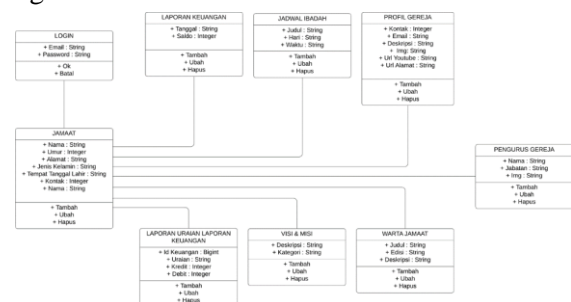 LOGIN
+ Email : String
+ Password : String
+ Ok
+ Batal
LAPORAN KEUANGAN
+ Tanggal : String
+ Saldo : Integer
+ Tambah
+ Ubah
+ Hapus
JADWAL IBADAH
+ Judul : String
+ Hari : String
+ Waktu : String
+ Tambah
+ Ubah
+ Hapus
PROFIL GEREJA
+ Kontak : Integer
+ Email : String
+ Deskripsi : String
+ Img: String
+ Url Youtube : String
+ Url Alamat : String
+ Tambah
+ Ubah
+ Hapus
JAMAAT
+ Nama : String
+ Umur : Integer
+ Alamat : String
+ Jenis Kelamin : String
+ Tempat Tanggal Lahir : String
+ Kontak : Integer
+ Nama : String
+ Tambah
+ Ubah
+ Hapus
PENGURUS GEREJA
+ Nama : String
+ Jabatan : String
+ Img : String
+ Tambah
+ Ubah
+ Hapus
LAPORAN URAIAN LAPORAN
KEUANGAN
+ Id Keuangan : Bigint
+ Uraian : String
+ Kredit : Integer
+ Debit : Integer
+ Tambah
+ Ubah
+ Hapus
VISI & MISI
+ Deskripsi : String
+ Kategori : String
+ Tambah
+ Ubah
+ Hapus
WARTA JAMAAT
+ Judul : String
+ Edisi : String
+ Deskripsi : String
+ Tambah
+ Ubah
+ Hapus